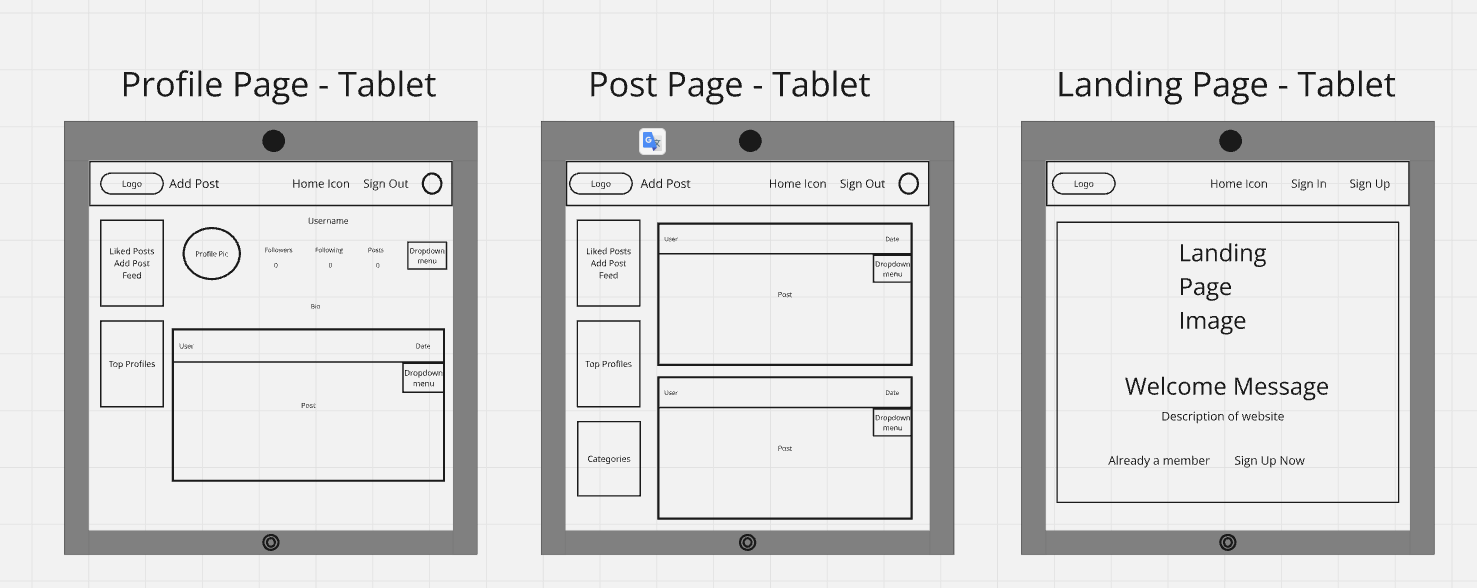 Profile Page - Tablet
Logo
Add Post
Home Icon
Sign Out
Liked Posts
Add Post
Feed
Top Profiles
Profile Pic
Username
Followers
Following
Posts
0
0
0
Dropdown
menu
Bio
User
Date
Dropdown
menu
Post
Post Page - Tablet
G
Logo
Add Post
Home Icon
Sign Out
Liked Posts
Add Post
Feed
Top Profiles
Categories
User
Date
Dropdown
menu
Post
User
Date
Dropdown
menu
Post
Landing Page - Tablet
Logo
Home Icon
Sign In
Sign Up
Landing
Page
Image
Welcome Message
Description of website
Already a member
Sign Up Now